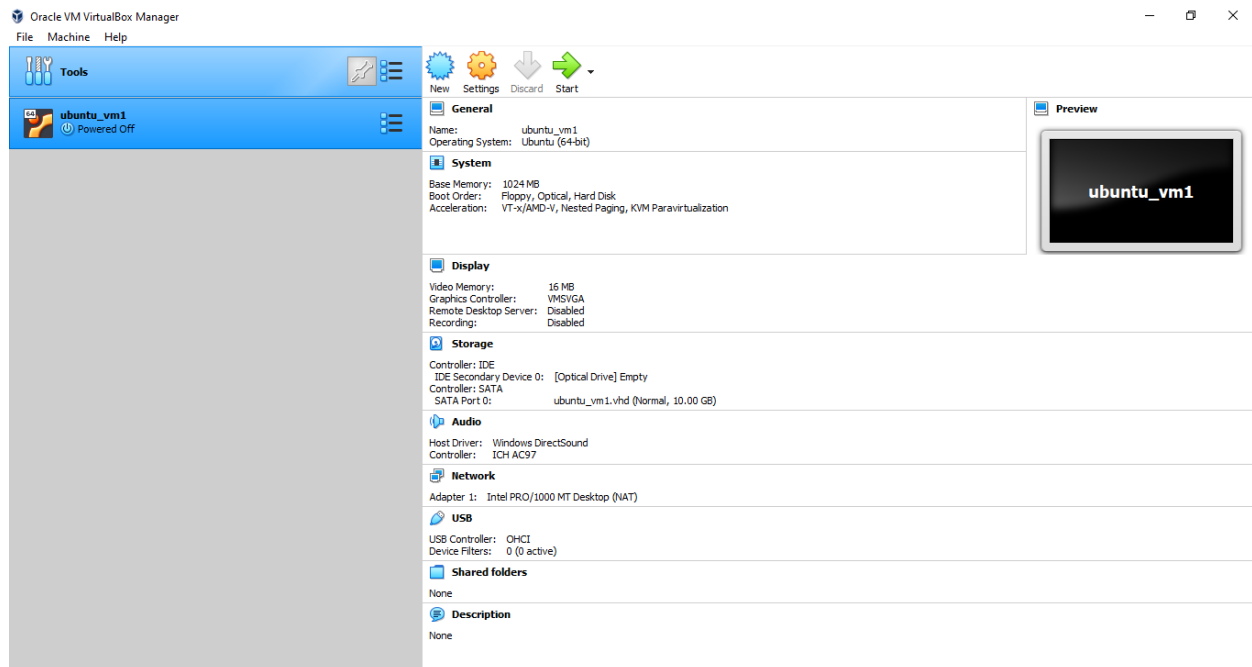 Oracle VM VirtualBox Manager
File Machine Help
Tools
64
ubuntu_vm1
Powered Off
New Settings Discard Start
General
Name: ubuntu_vm1
Operating System: Ubuntu (64-bit)
Preview
ubuntu_vm1
System
Base Memory: 1024 MB
Boot Order: Floppy, Optical, Hard Disk
Acceleration: VT-x/AMD-V, Nested Paging, KVM Paravirtualization
Display
Video Memory: 16 MB
Graphics Controller: VMSVGA
Remote Desktop Server: Disabled
Recording: Disabled
Storage
Controller: IDE
IDE Secondary Device 0: [Optical Drive] Empty
Controller: SATA
SATA Port 0: ubuntu_vm1.vhd (Normal, 10.00 GB)
Audio
Host Driver: Windows DirectSound
Controller: ICH AC97
Network
Adapter 1: Intel PRO/1000 MT Desktop (NAT)
USB
USB Controller: OHCI
Device Filters: 0 (0 active)
Shared folders
None
Description
None